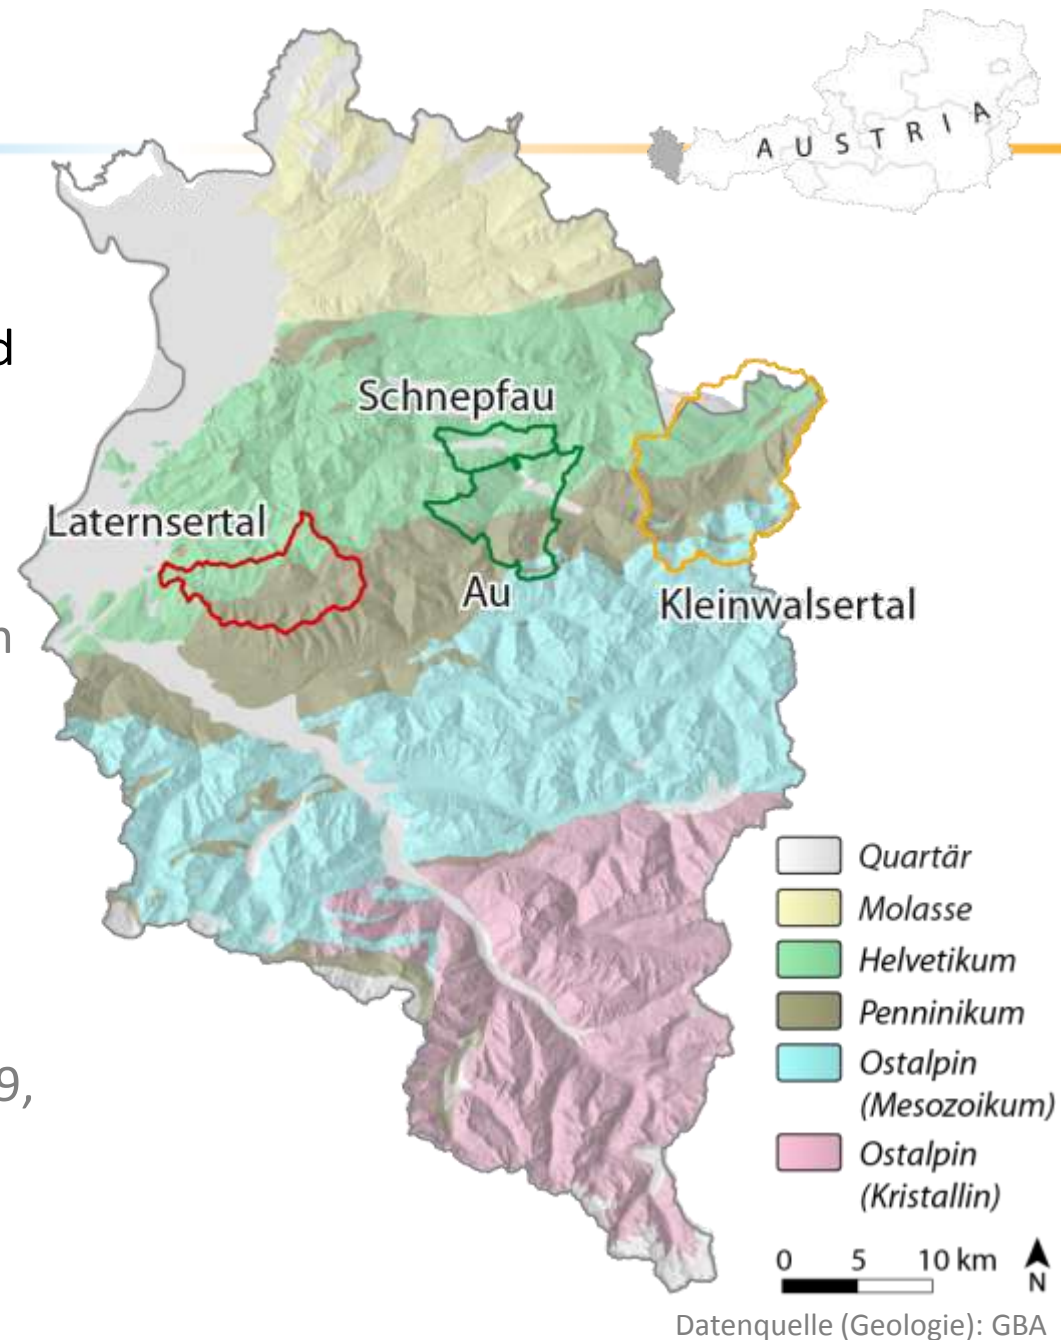 AUSTRIA
d
Schnepfau
Laternsertal
Au
Kleinwalsertal
n
Quartär
Molasse
Helvetikum
Penninikum
Ostalpin
(Mesozoikum)
9,
Ostalpin
(Kristallin)
0 5 10 km
N
Datenquelle (Geologie): GBA